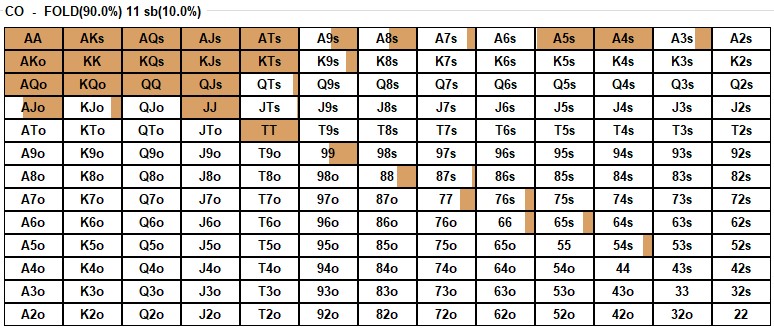 CO - FOLD(90.0%) 11 sb(10.0%)
AA AKs AQs AJs ATs A9s A8s A7s A6s A5s A4s A3s A2s
AKo KK KQs KJs KTs K9s K8s K7s K6s K5s K4s K3s K2s
AQo KQo QQ QJs QTs Q9s Q8s Q7s Q6s Q5s Q4s Q3s Q2s
AJo KJo QJo JJ JTs J9s J8s J7s J6s J5s J4s J3s J2s
ATo KTo QTo JTo TT T9s T8s T7s T6s T5s T4s T3s T2s
A9o K9o Q9o J9o T9o 99 98s 97s 96s 95s 94s 93s 92s
A8o K8o Q8o J8o T8o 98o 88 87s 86s 85s 84s 83s 82s
A7o K7o Q7o J7o T7o 97o 87o 77 76s 75s 74s 73s 72s
A6o K6o Q6o J6o T6o 96o 86o 76o 66 65s 64s 63s 62s
A5o K5o Q5o J5o T5o 95o 85o 75o 65o 55 54s 53s 52s
A4o K4o Q4o J4o T4o 94o 84o 74o 64o 54o 44 43s 42s
A3o K3o Q3o J3o T3o 93o 83o 73o 63o 53o 43o 33 32s
A2o K2o Q2o J2o T2o 92o 82o 72o 62o 52o 42o 32o 22